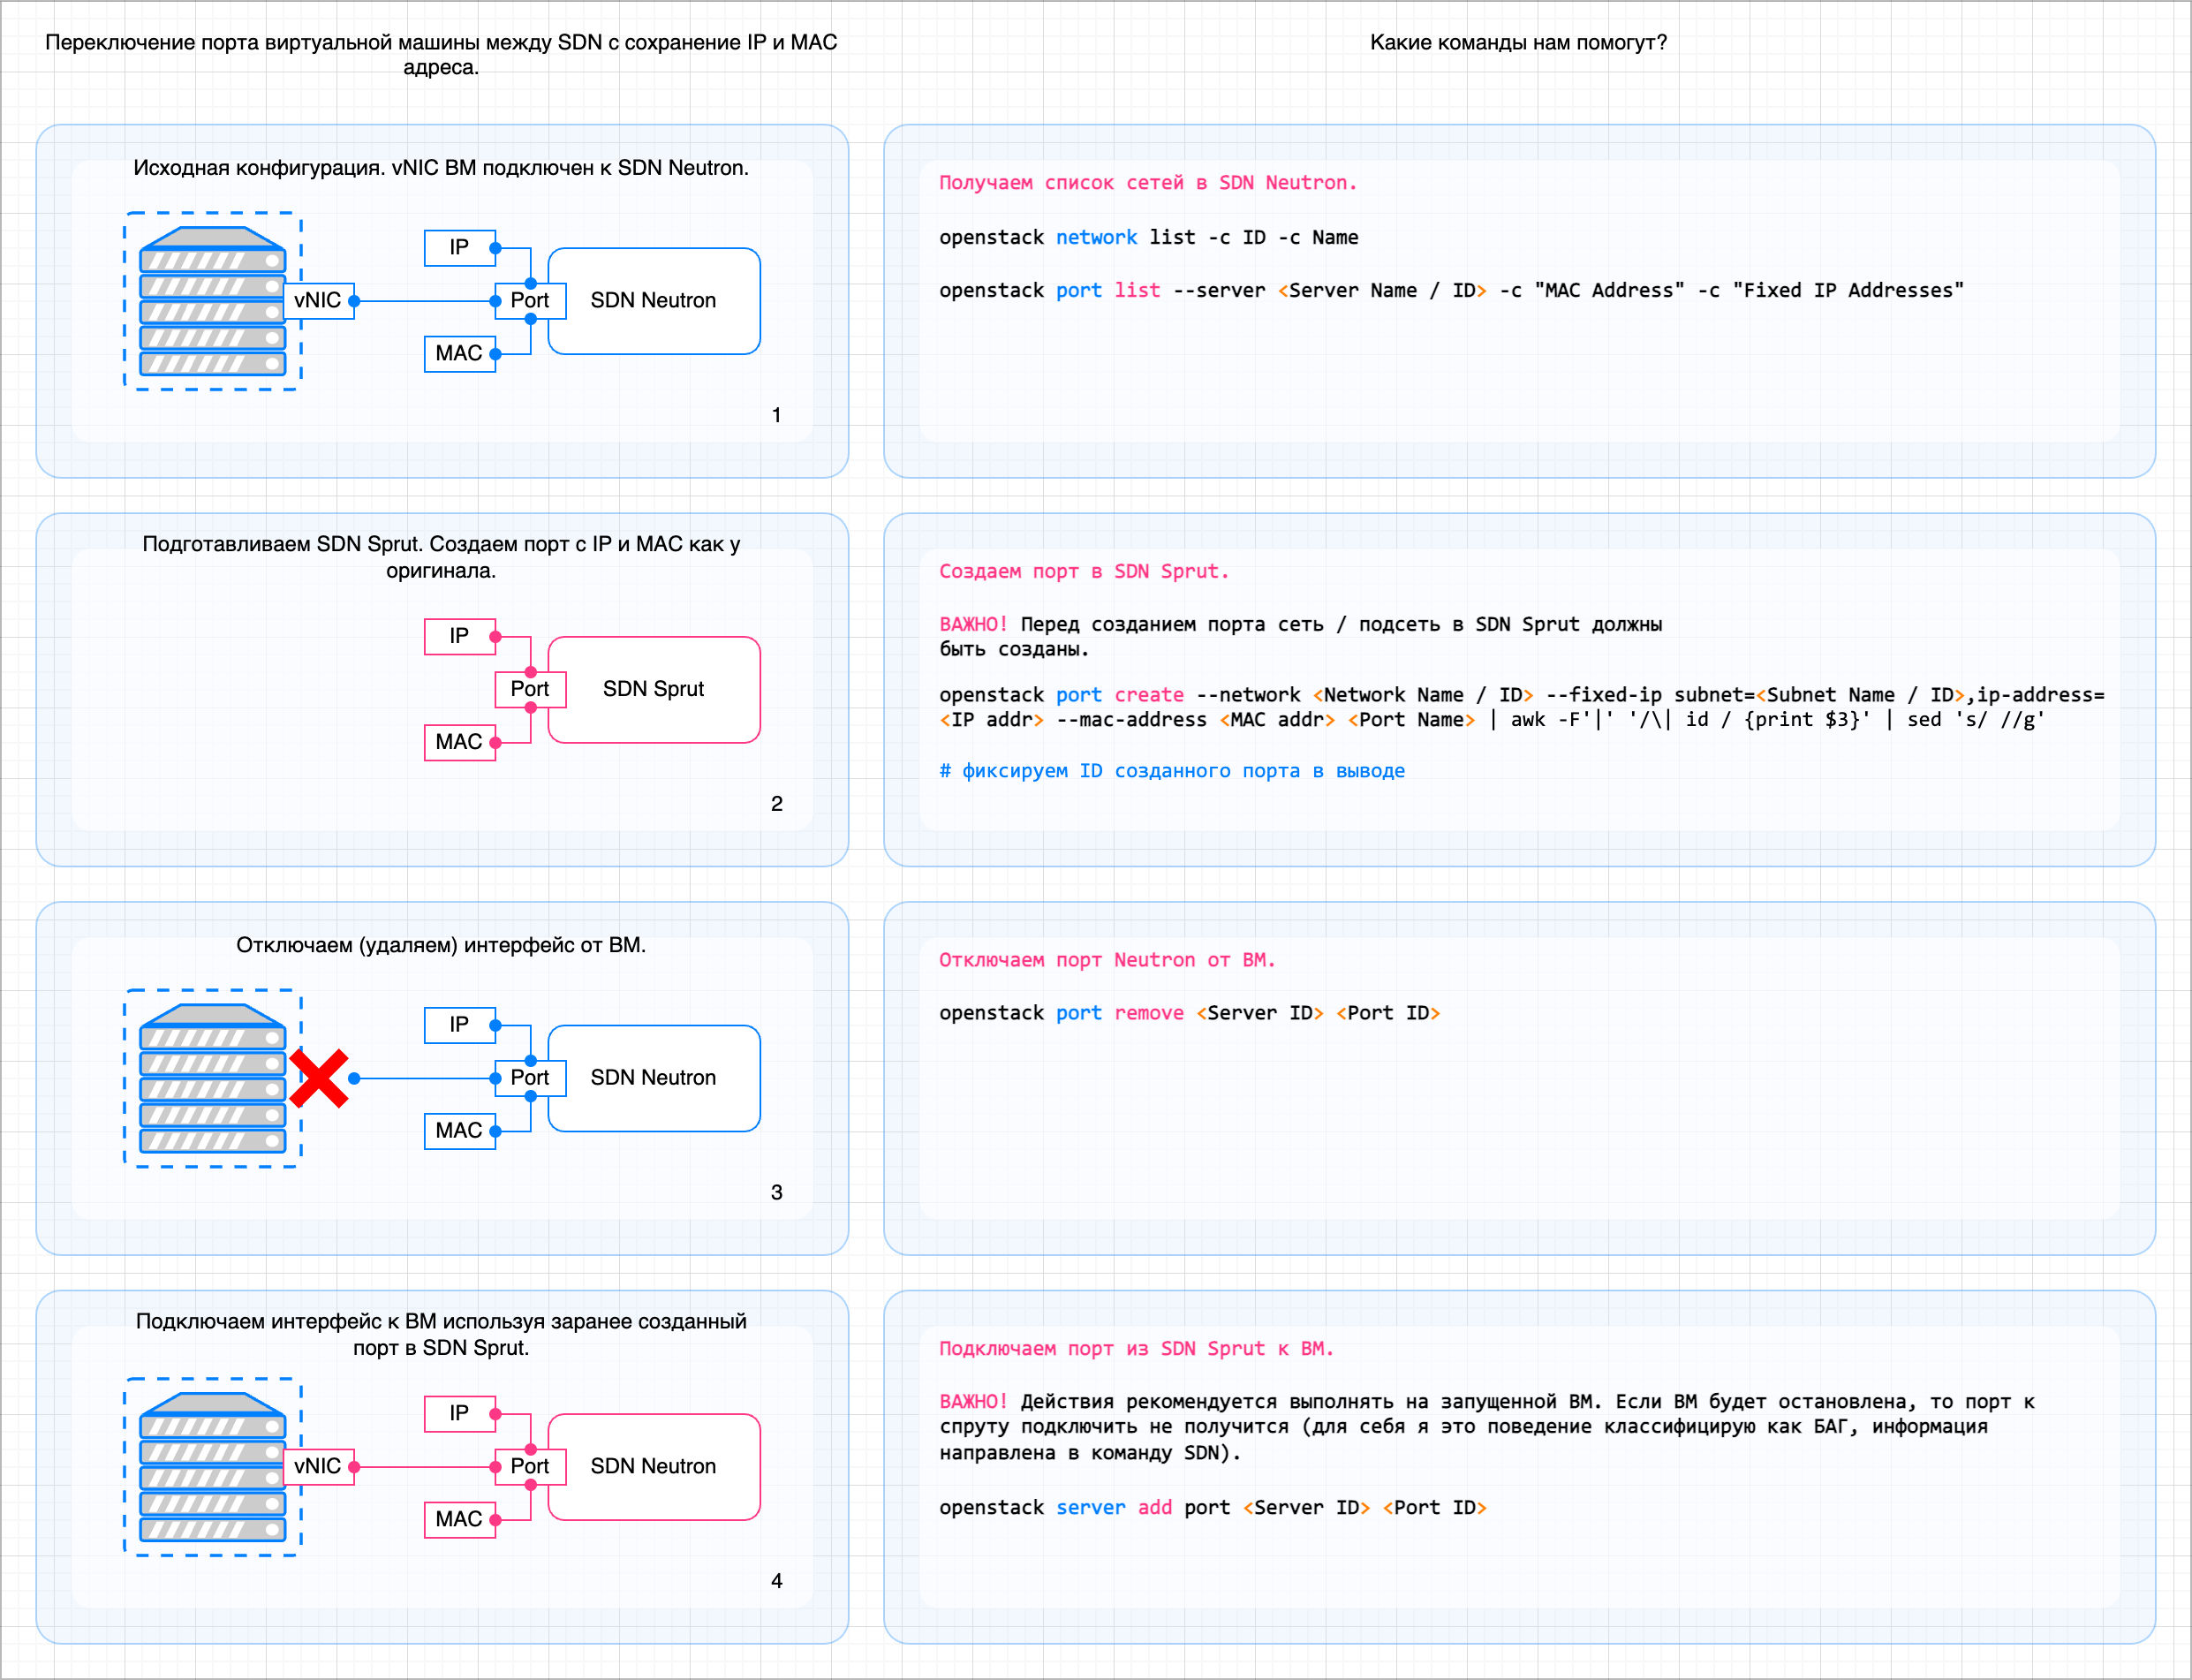 Переключение порта виртуальной машины между SDN с сохранение IP и MAC
адреса.
Какие команды нам помогут?
Исходная конфигурация. vNIC ВМ подключен к SDN Neutron.
IP
vNIC
Port
SDN Neutron
MAC
1
Получаем список сетей в SDN Neutron.
openstack network list -c ID -c Name
openstack port list --server <Server Name / ID> -c "MAC Address" -c "Fixed IP Addresses"
Подготавливаем SDN Sprut. Создаем порт с IP и MAC как у
оригинала.
IP
Port
SDN Sprut
MAC
2
Создаем порт в SDN Sprut.
ВАЖНО! Перед созданием порта сеть / подсеть в SDN Sprut должны
быть созданы.
openstack port create --network <Network Name / ID> --fixed-ip subnet=<Subnet Name / ID>,ip-address=
<IP addr> --mac-address <MAC addr> <Port Name> | awk -F'|' '/\| id / {print $3}' | sed 's/ //g'
# фиксируем ID созданного порта в выводе
Отключаем (удаляем) интерфейс от ВМ.
IP
Port
SDN Neutron
MAC
3
Отключаем порт Neutron от ВМ.
openstack port remove <Server ID> <Port ID>
Подключаем интерфейс к ВМ используя заранее созданный
порт в SDN Sprut.
IP
vNIC
Port
SDN Neutron
MAC
4
Подключаем порт из SDN Sprut к ВМ.
ВАЖНО! Действия рекомендуется выполнять на запущенной ВМ. Если ВМ будет остановлена, то порт к
спруту подключить не получится (для себя я это поведение классифицирую как БАГ, информация
направлена в команду SDN).
openstack server add port <Server ID> <Port ID>